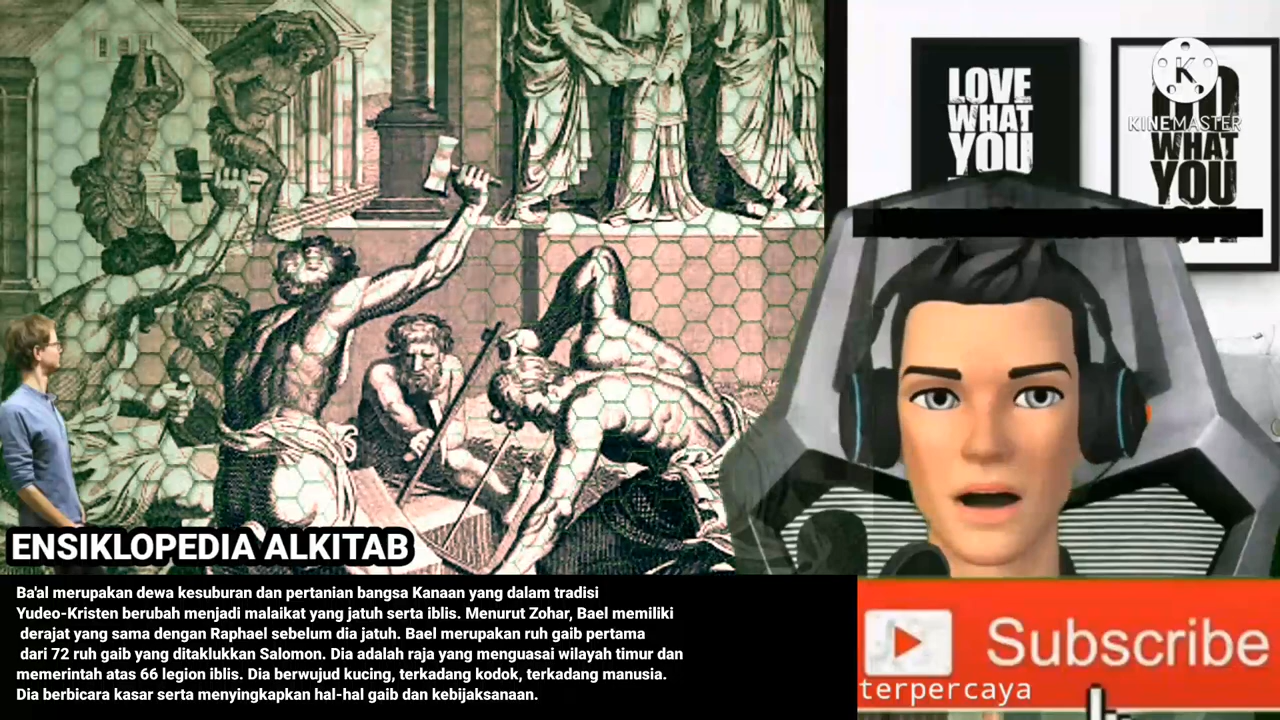 LOVE
WHAT
YOU
KINEMASTER
WHAT
YOU
ENSIKLOPEDIA ALKITAB
Ba'al merupakan dewa kesuburan dan pertanian bangsa Kanaan yang dalam tradisi
Yudeo-Kristen berubah menjadi malaikat yang jatuh serta iblis. Menurut Zohar, Bael memiliki
derajat yang sama dengan Raphael sebelum dia jatuh. Bael merupakan ruh gaib pertama
dari 72 ruh gaib yang ditaklukkan Salomon. Dia adalah raja yang menguasai wilayah timur dan
memerintah atas 66 legion iblis. Dia berwujud kucing, terkadang kodok, terkadang manusia.
Dia berbicara kasar serta menyingkapkan hal-hal gaib dan kebijaksanaan.
Subscribe
terpercaya